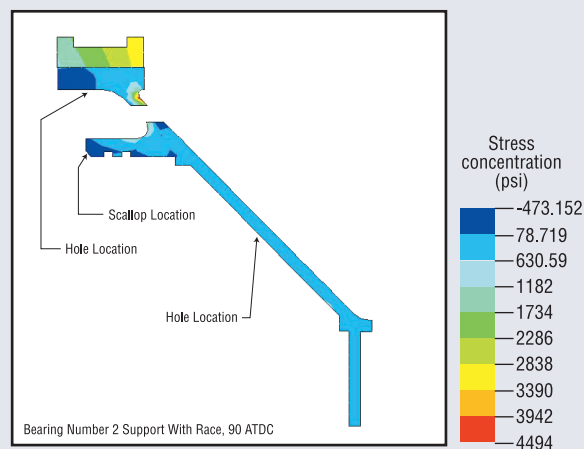 Scallop Location
Hole Location
Hole Location
Bearing Number 2 Support With Race, 90 ATDC
Stress
concentration
(psi)
-473.152
78.719
630.59
1182
1734
2286
2838
3390
3942
4494